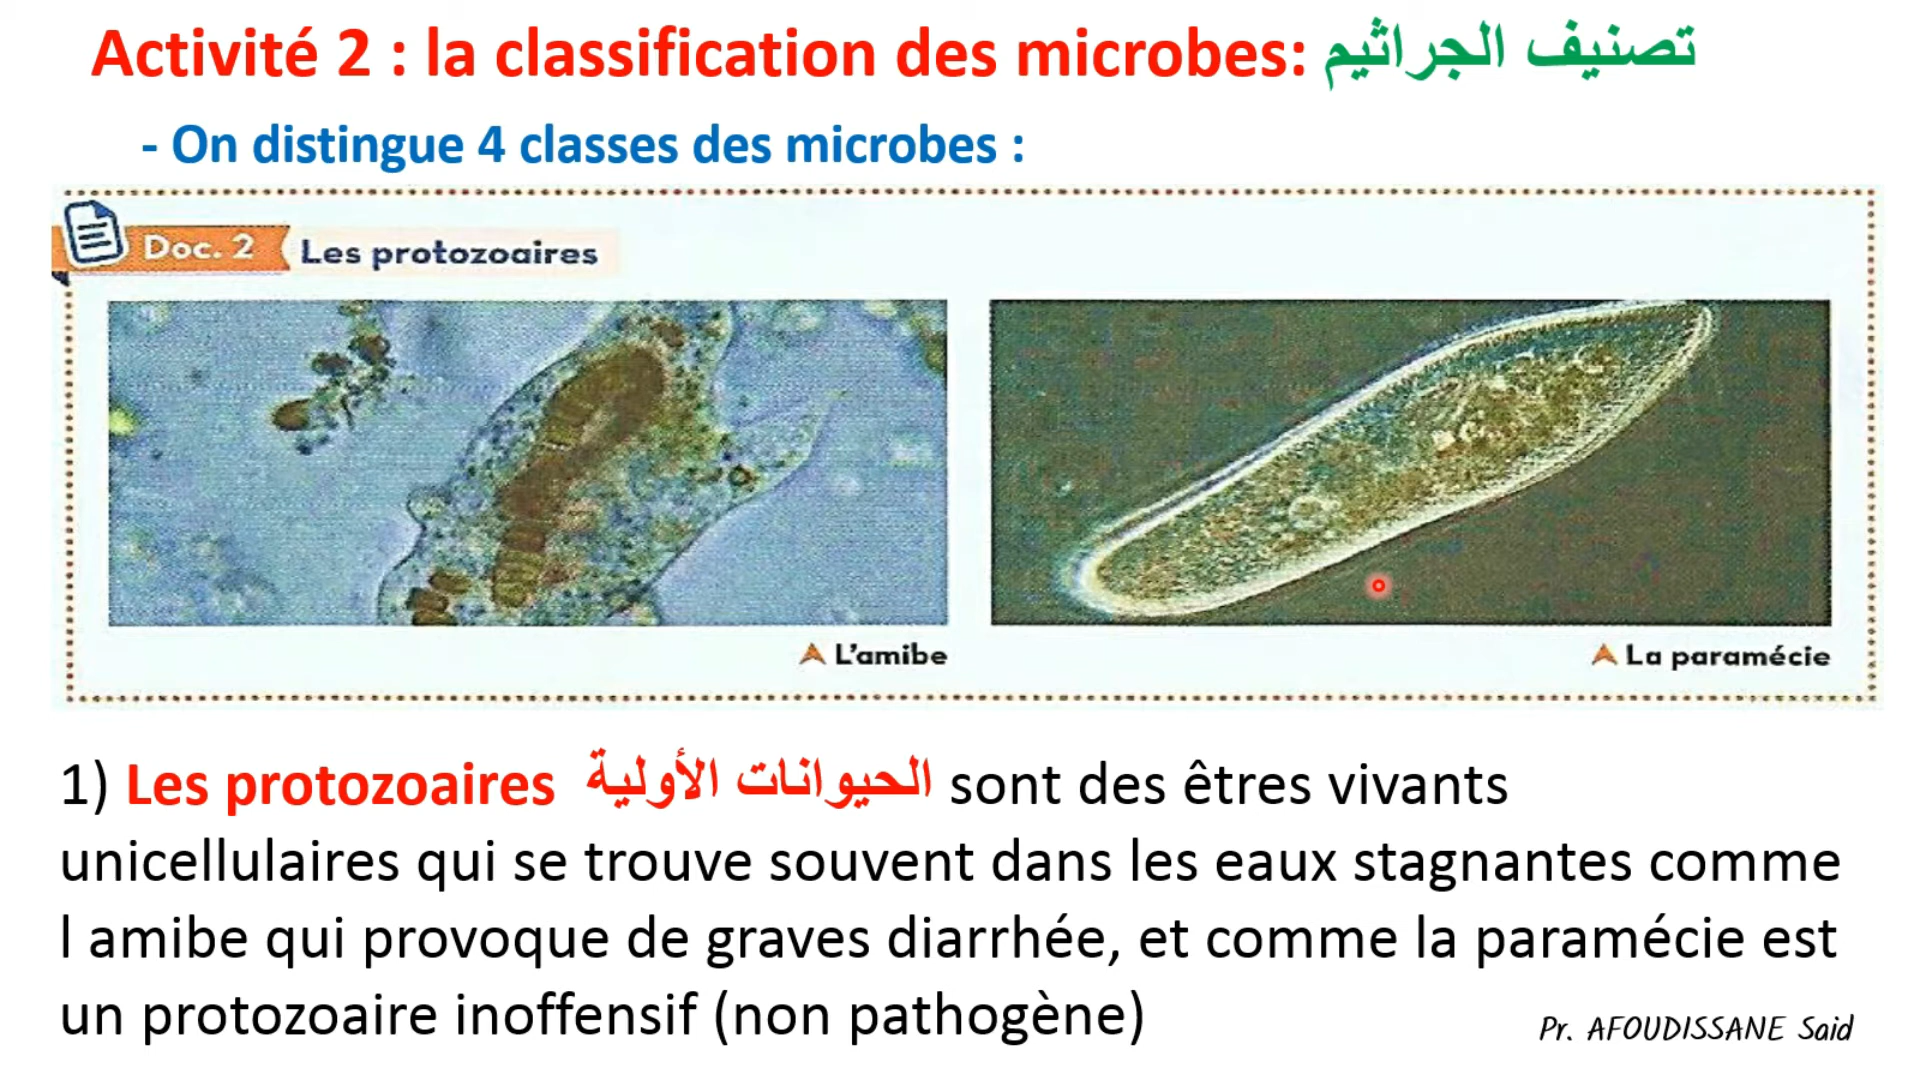 Activité 2 : la classification des microbes: تصنيف الجراثيم
- On distingue 4 classes des microbes :
Doc. 2 Les protozoaires
L'amibe
La paramécie
1) Les protozoaires الحيوانات الأولية sont des êtres vivants
unicellulaires qui se trouve souvent dans les eaux stagnantes comme
l amibe qui provoque de graves diarrhée, et comme la paramécie est
un protozoaire inoffensif (non pathogène)
Pr. AFOUDISSANE Said